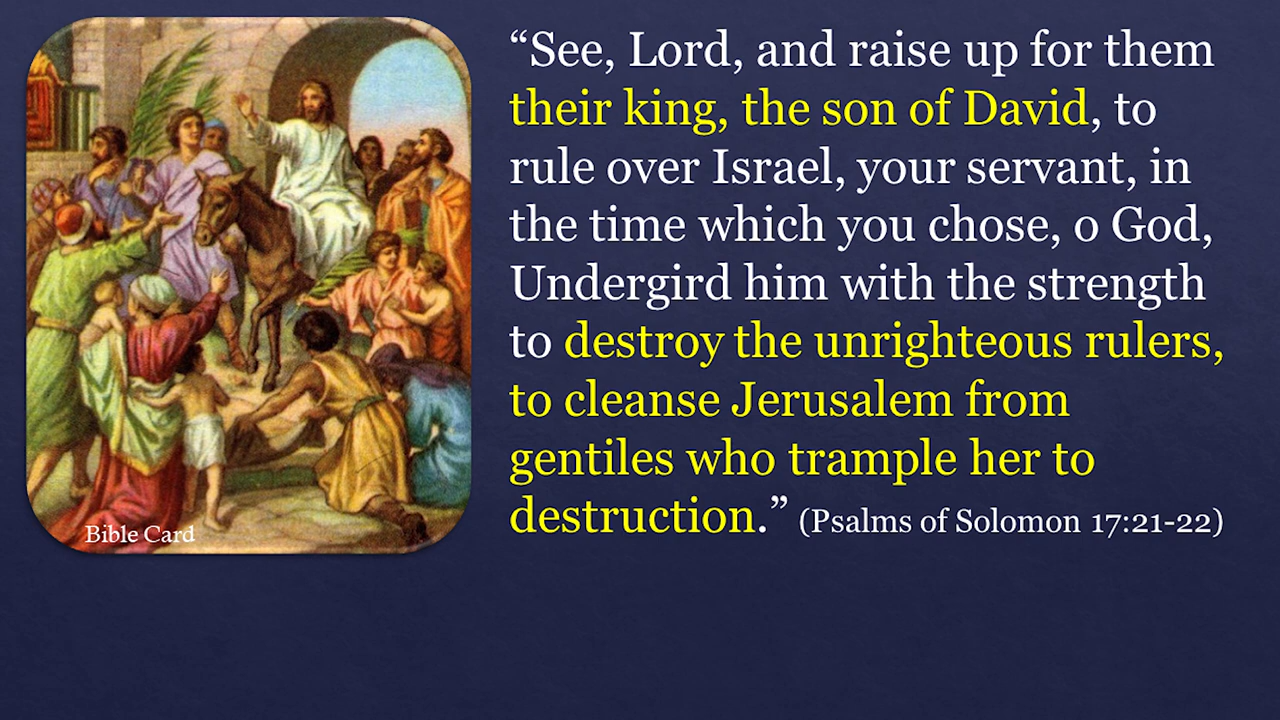 “See, Lord, and raise up for them
their king, the son of David, to
rule over Israel, your servant, in
the time which you chose, o God,
Undergird him with the strength
to destroy the unrighteous rulers,
to cleanse Jerusalem from
gentiles who trample her to
destruction.” (Psalms of Solomon 17:21-22)
Bible Card